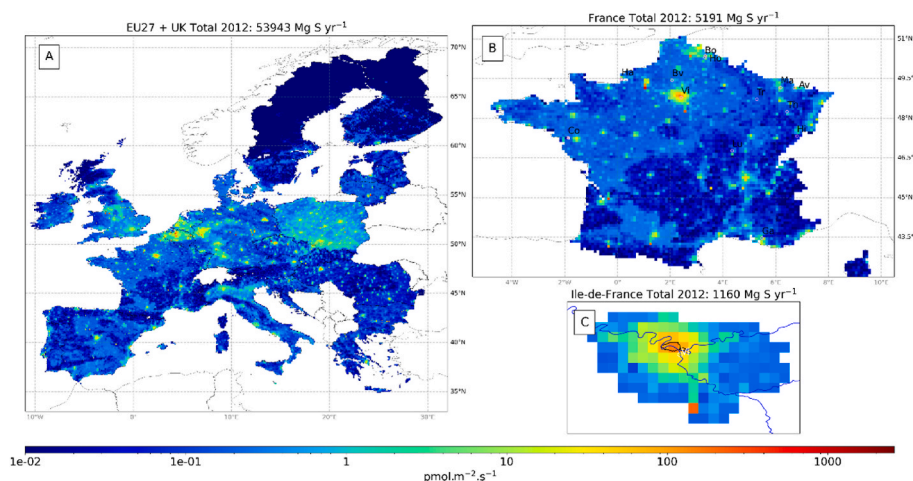 EU27 + UK Total 2012: 53943 Mg S yr⁻¹
A
70°N
65°N
60°N
55°N
50°N
45°N
40°N
35°N
10°W
0°
10°E
20°E
30°E
France Total 2012: 5191 Mg S yr⁻¹
B
51°N
49.5°N
48°N
46.5°N
45°N
43.5°N
Bo
Ha
Bv
Vi
Tr
Av
Co
4°W
2°W
0°
2°E
4°E
6°E
8°E
10°E
Ile-de-France Total 2012: 1160 Mg S yr⁻¹
C
1e-02
1e-01
1
10
100
1000
pmol.m⁻².s⁻¹